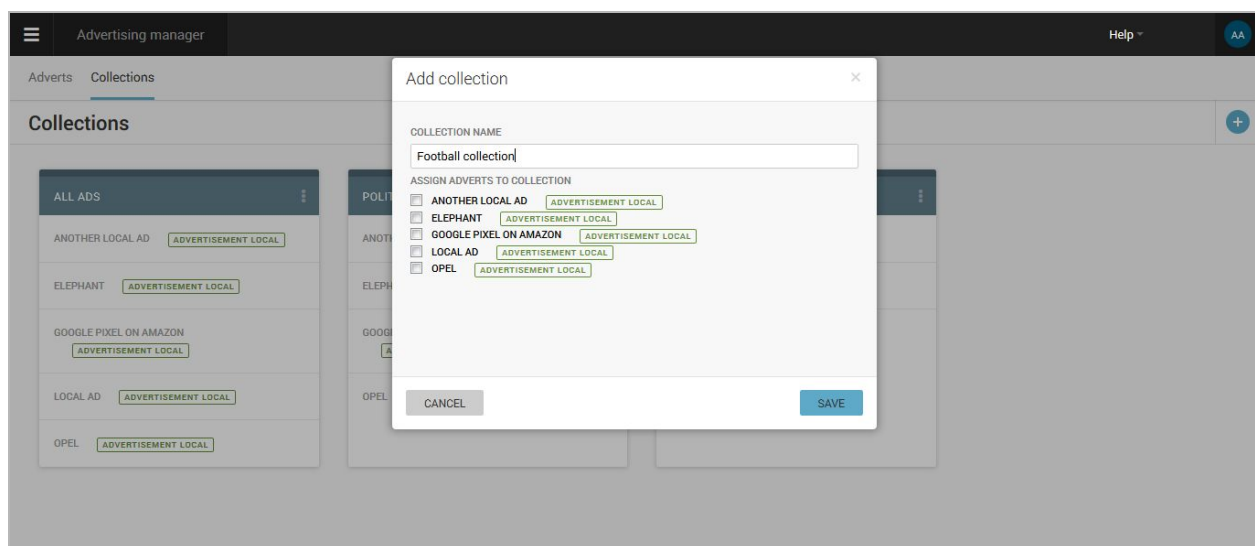 Advertising manager
Help
AA
Adverts Collections
Add collection
×
Collections
COLLECTION NAME
Football collection
ASSIGN ADVERTS TO COLLECTION
ANOTHER LOCAL AD ADVERTISEMENT LOCAL
ELEPHANT ADVERTISEMENT LOCAL
GOOGLE PIXEL ON AMAZON ADVERTISEMENT LOCAL
LOCAL AD ADVERTISEMENT LOCAL
OPEL ADVERTISEMENT LOCAL
CANCEL
SAVE
ALL ADS
ANOTHER LOCAL AD ADVERTISEMENT LOCAL
ELEPHANT ADVERTISEMENT LOCAL
GOOGLE PIXEL ON AMAZON
ADVERTISEMENT LOCAL
LOCAL AD ADVERTISEMENT LOCAL
OPEL ADVERTISEMENT LOCAL
OPEL